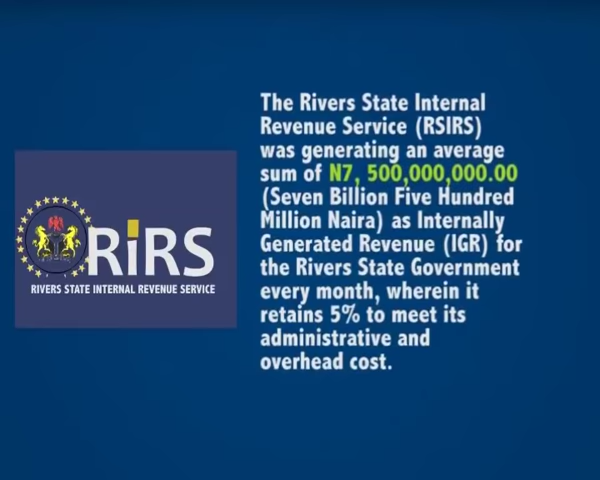 RiRS
RIVERS STATE INTERNAL REVENUE SERVICE
The Rivers State Internal
Revenue Service (RSIRS)
was generating an average
sum of N7, 500,000,000.00
(Seven Billion Five Hundred
Million Naira) as Internally
Generated Revenue (IGR) for
the Rivers State Government
every month, wherein it
retains 5% to meet its
administrative and
overhead cost.